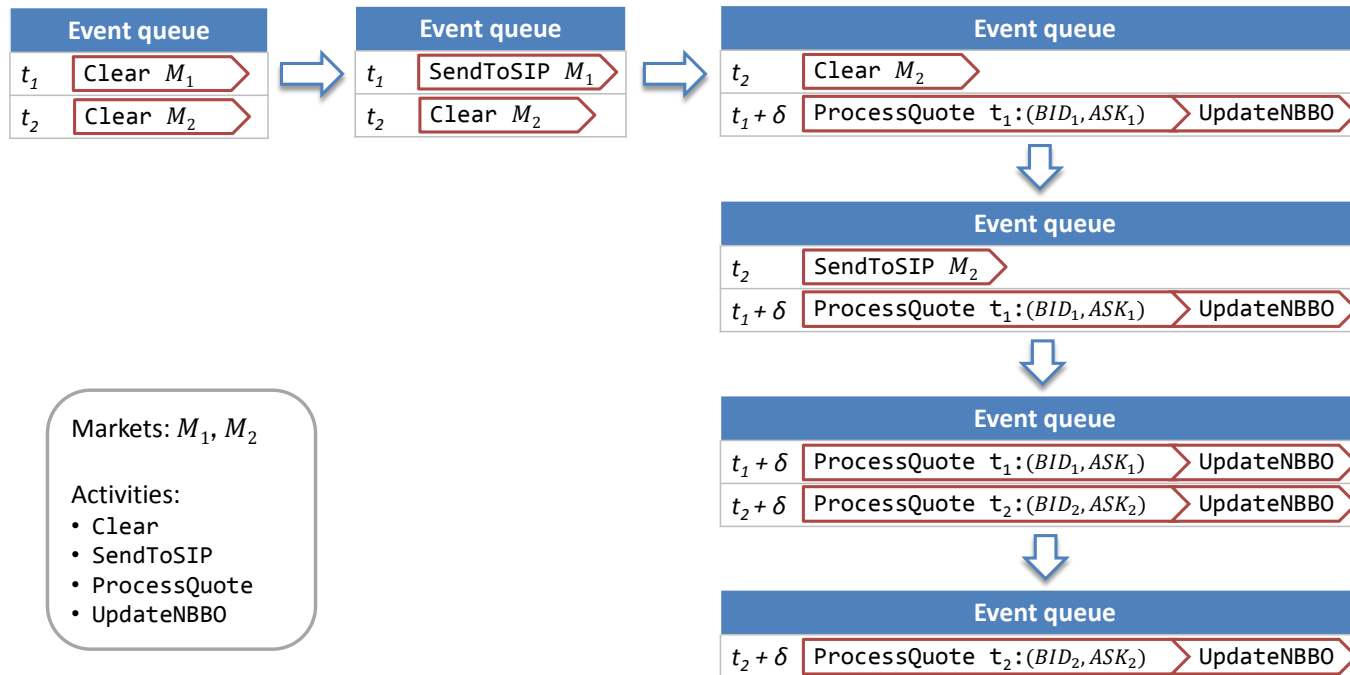 Event queue
t₁ Clear M₁
t₂ Clear M₂
Event queue
t₁ SendToSIP M₁
t₂ Clear M₂
Event queue
t₂ Clear M₂
t₁ + δ ProcessQuote t₁:(BID₁, ASK₁) UpdateNBBO
Event queue
t₂ SendToSIP M₂
t₁ + δ ProcessQuote t₁:(BID₁, ASK₁) UpdateNBBO
Event queue
t₁ + δ ProcessQuote t₁:(BID₁, ASK₁) UpdateNBBO
t₂ + δ ProcessQuote t₂:(BID₂, ASK₂) UpdateNBBO
Event queue
t₂ + δ ProcessQuote t₂:(BID₂, ASK₂) UpdateNBBO
Markets: M₁, M₂
Activities:
• Clear
• SendToSIP
• ProcessQuote
• UpdateNBBO